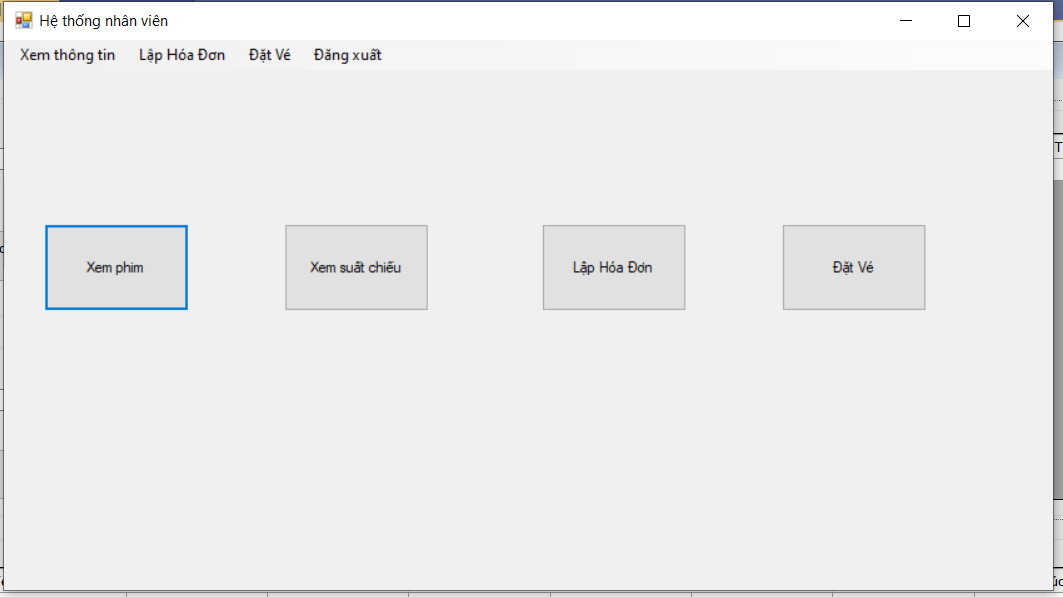 Hệ thống nhân viên
Xem thông tin Lập Hóa Đơn Đặt Vé Đăng xuất
Xem phim Xem suất chiếu Lập Hóa Đơn Đặt Vé